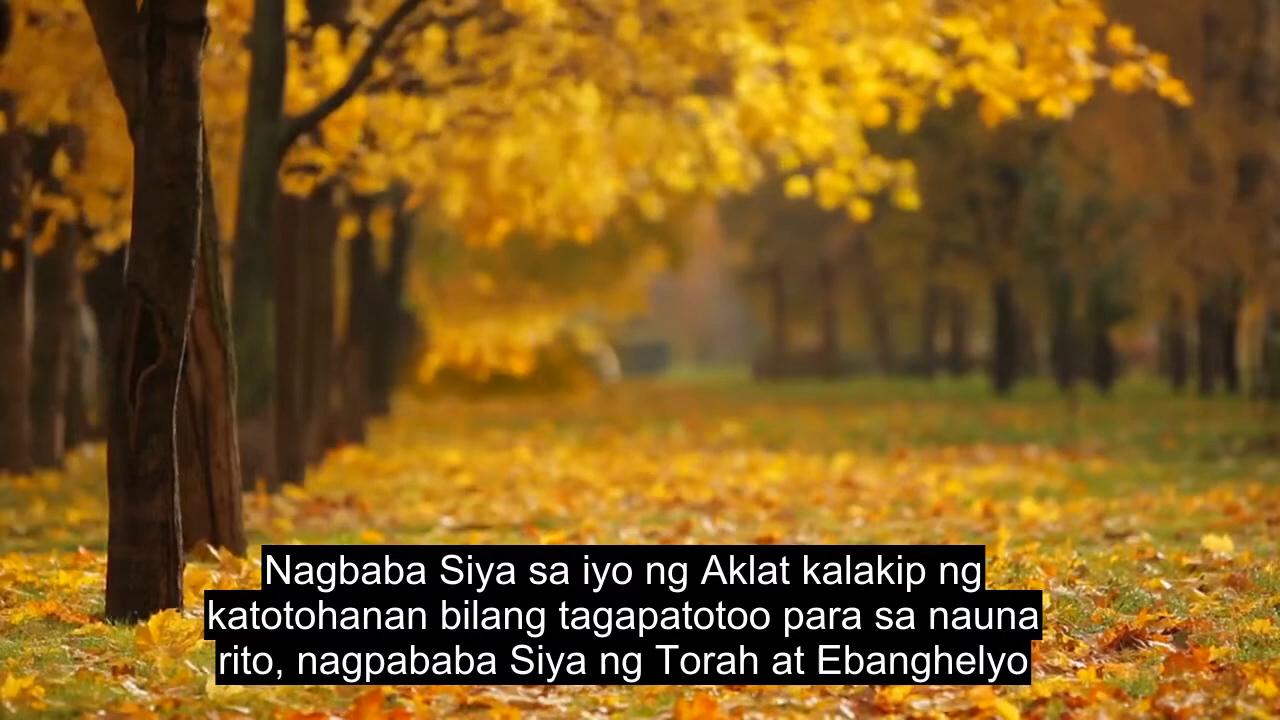 Nagbaba Siya sa iyo ng Aklat kalakip ng
katotohanan bilang tagapatotoo para sa nauna
rito, nagpababa Siya ng Torah at Ebanghelyo